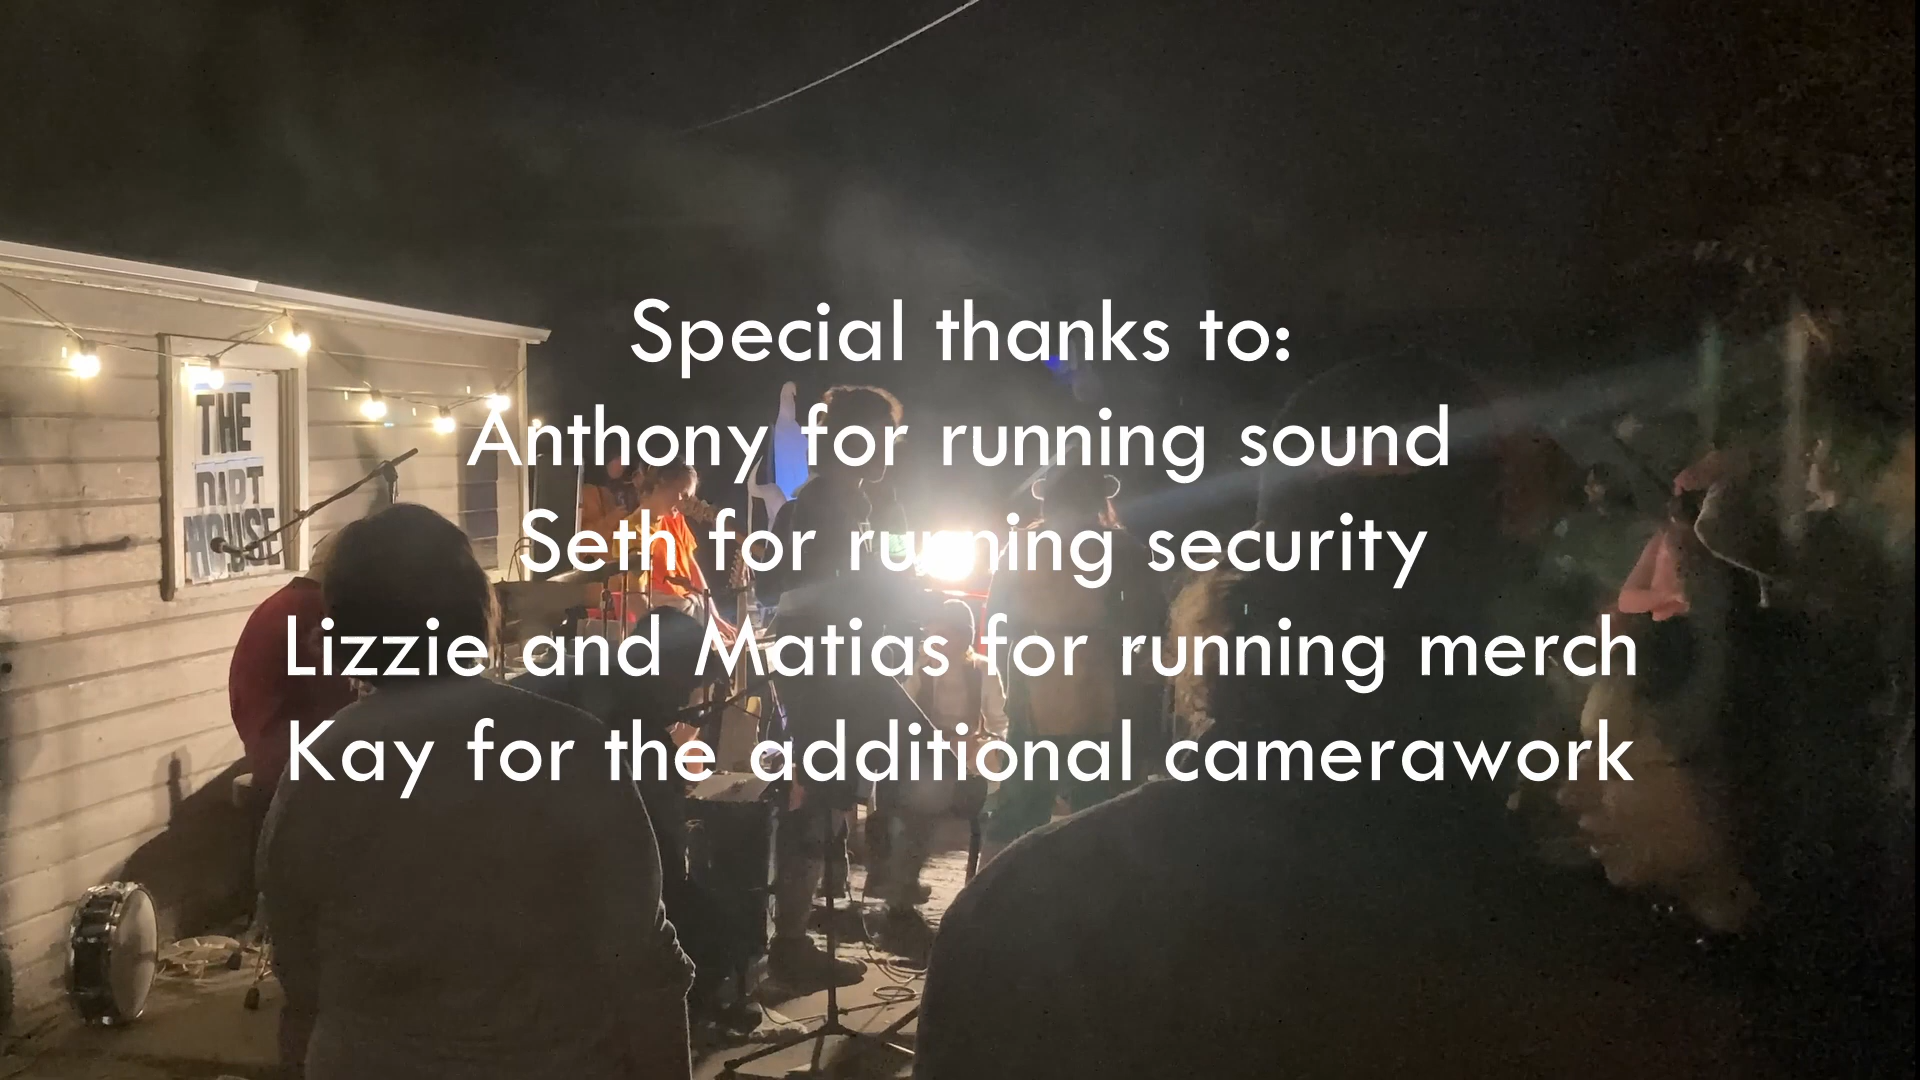 Special thanks to:
Anthony for running sound
Seth for running security
Lizzie and Matias for running merch
Kay for the additional camerawork
THE
DIRT
HOUSE